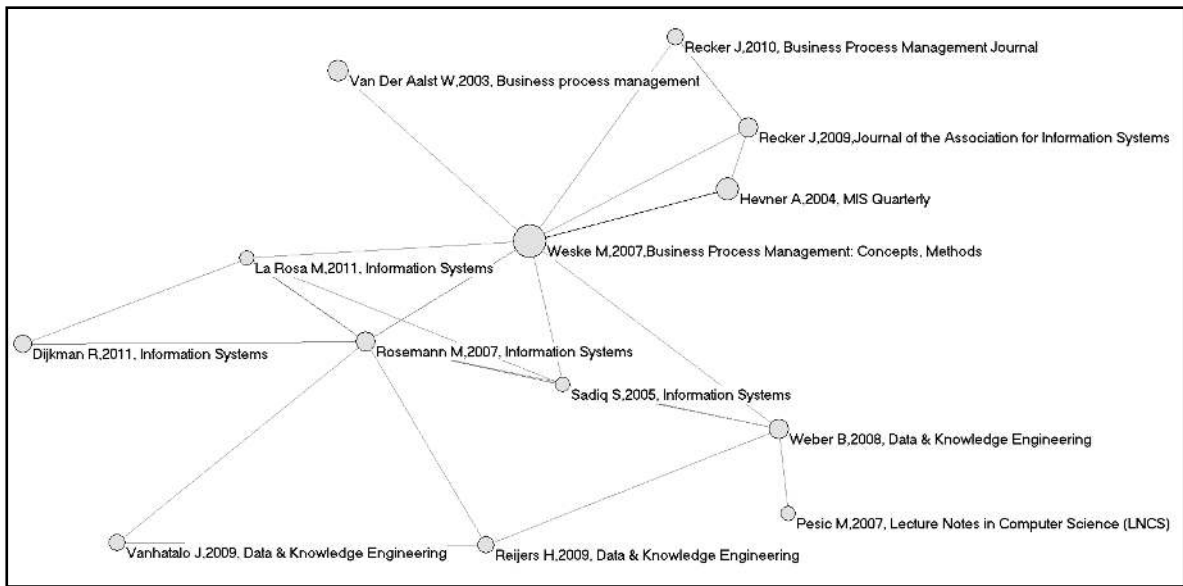 Recker J,2010, Business Process Management Journal
Van Der Aalst W,2003, Business process management
Recker J,2009,Journal of the Association for Information Systems
Hevner A,2004, MIS Quarterly
Weske M,2007,Business Process Management: Concepts, Methods
La Rosa M,2011, Information Systems
Dijkman R,2011, Information Systems
Rosemann M,2007, Information Systems
Sadiq S,2005, Information Systems
Weber B,2008, Data & Knowledge Engineering
Pesic M,2007, Lecture Notes in Computer Science (LNCS)
Vanhatalo J,2009, Data & Knowledge Engineering
Reijers H,2009, Data & Knowledge Engineering